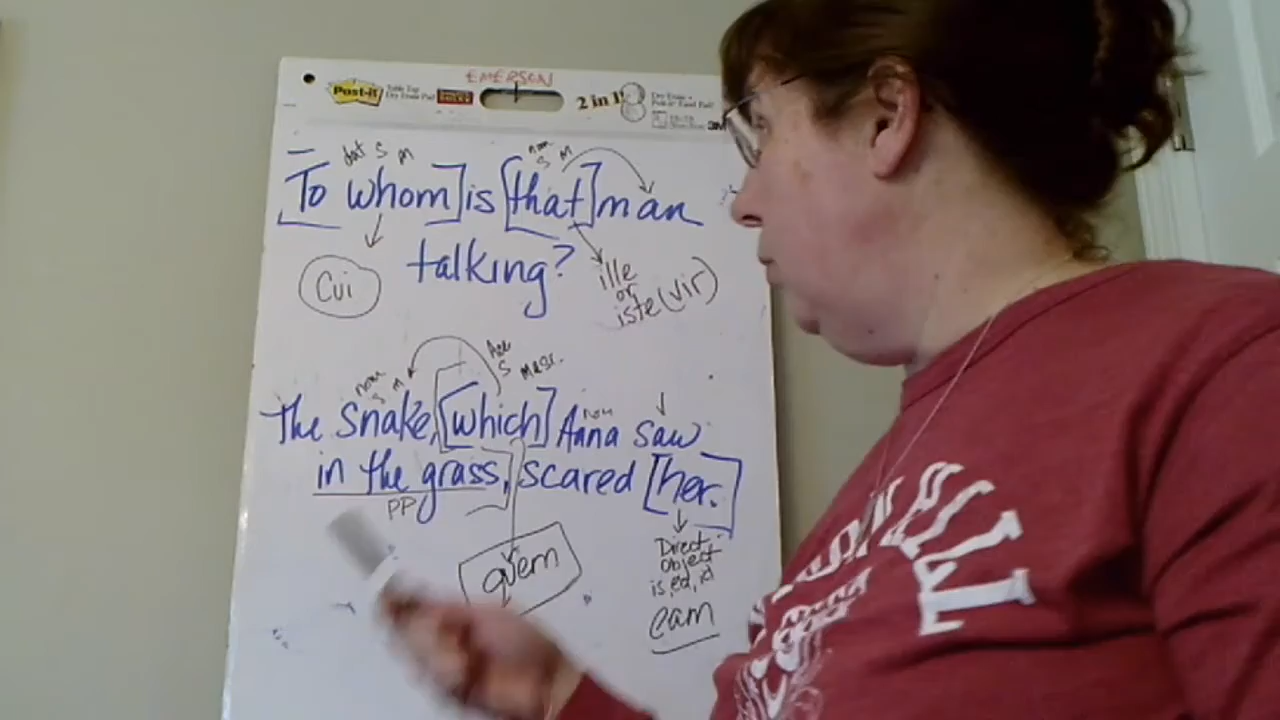 EMERSON
Post-it 2 in 1
3M
dat s m nom s m
[To whom] is [that] man
talking?
Cui
ille
or
iste (vir)
nom s m Acc s masc.
The snake, [which] Anna saw
nom
in the grass, scared [her.]
PP
quem
Direct
Object
is, ea, id
eam